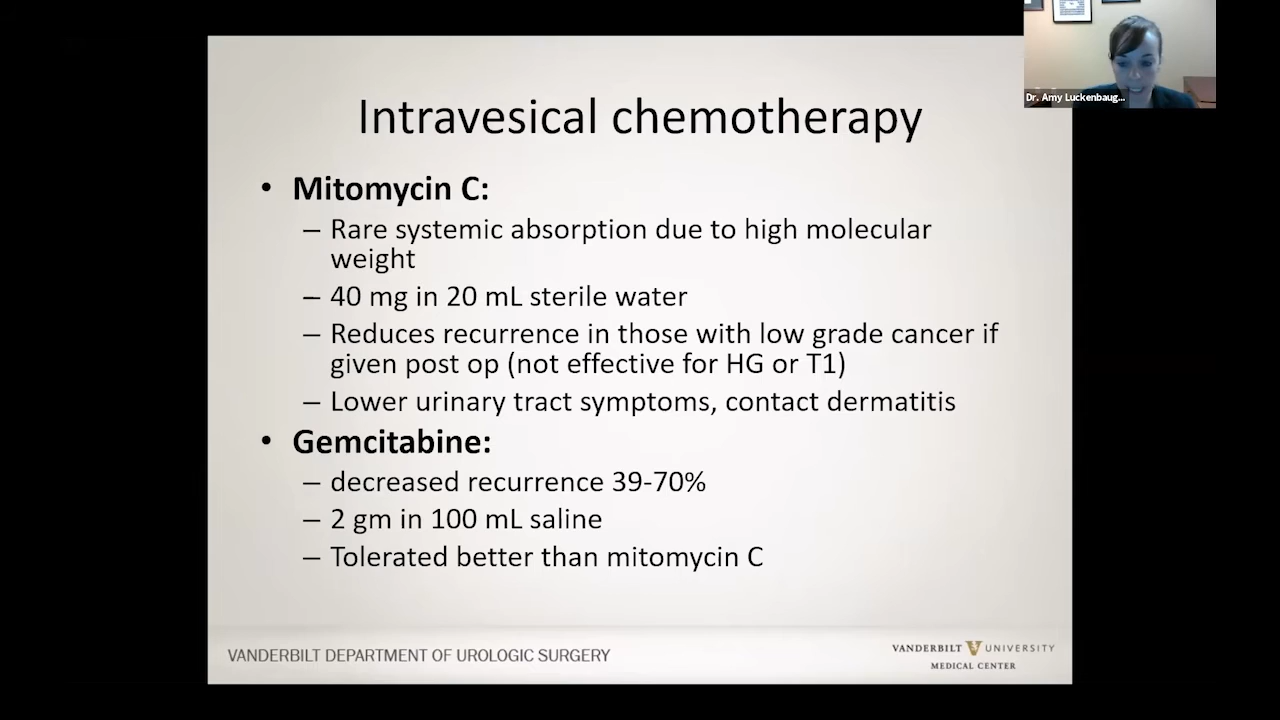 Dr. Amy Luckenbaug...
Intravesical chemotherapy
• Mitomycin C:
– Rare systemic absorption due to high molecular
weight
– 40 mg in 20 mL sterile water
– Reduces recurrence in those with low grade cancer if
given post op (not effective for HG or T1)
– Lower urinary tract symptoms, contact dermatitis
• Gemcitabine:
– decreased recurrence 39-70%
– 2 gm in 100 mL saline
– Tolerated better than mitomycin C
VANDERBILT DEPARTMENT OF UROLOGIC SURGERY
VANDERBILT V UNIVERSITY
MEDICAL CENTER